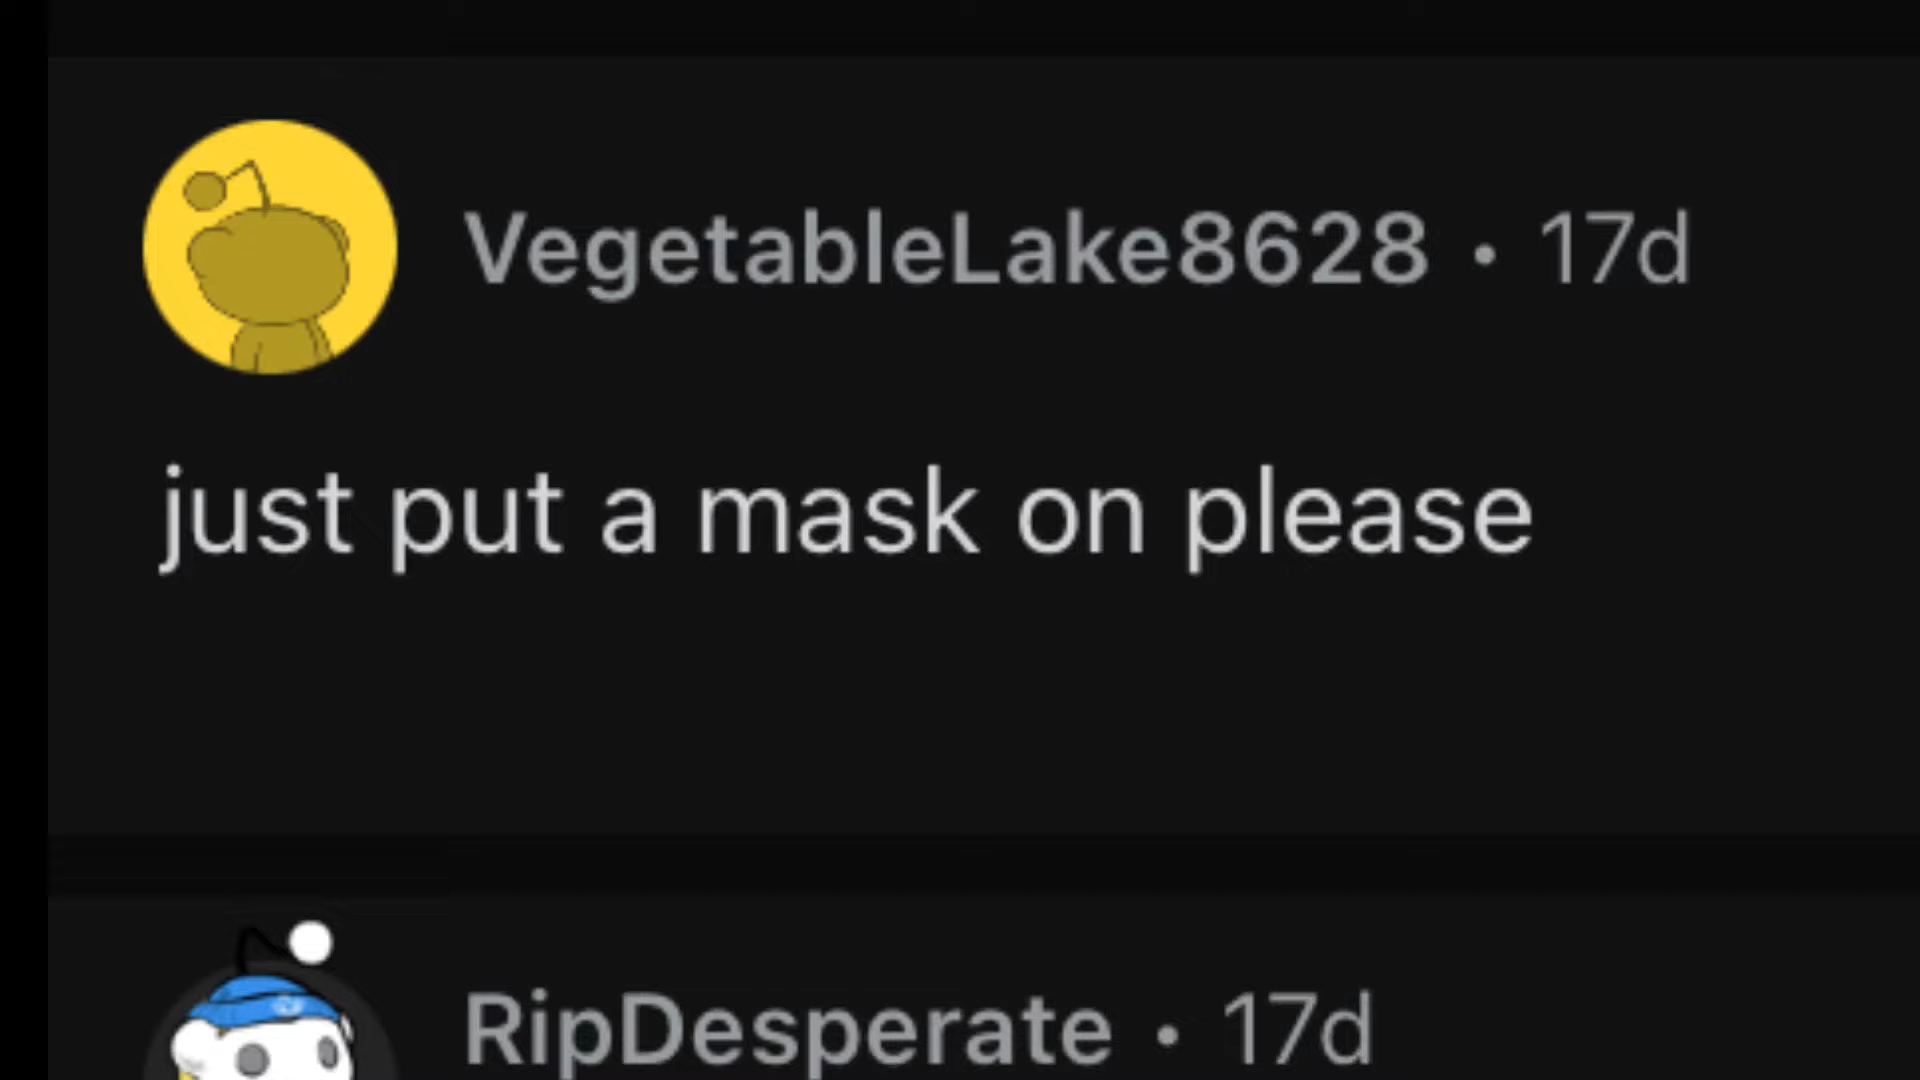 VegetableLake8628 • 17d
just put a mask on please
RipDesperate • 17d